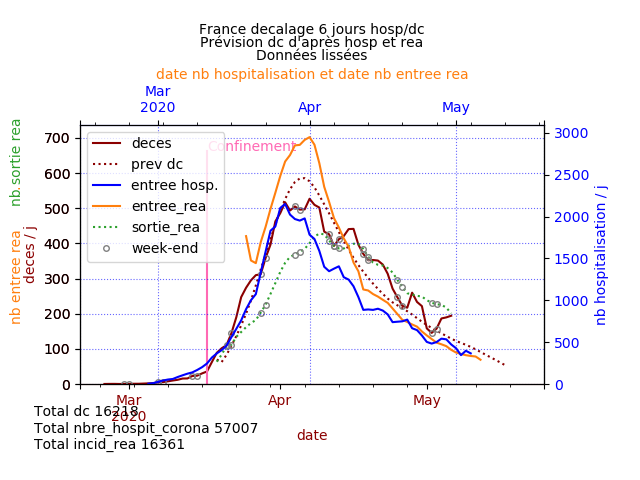 France decalage 6 jours hosp/dc
Prévision dc d'après hosp et rea
Données lissées
date nb hospitalisation et date nb entree rea
Mar
2020
Apr
May
700
600
500
400
300
200
100
0
3000
2500
2000
1500
1000
500
0
nb sortie rea
nb entree rea
deces / j
nb hospitalisation / j
Confinement
deces
prev dc
entree hosp.
entree_rea
sortie_rea
week-end
Mar
2020
Apr
May
date
Total dc 16218
Total nbre_hospit_corona 57007
Total incid_rea 16361